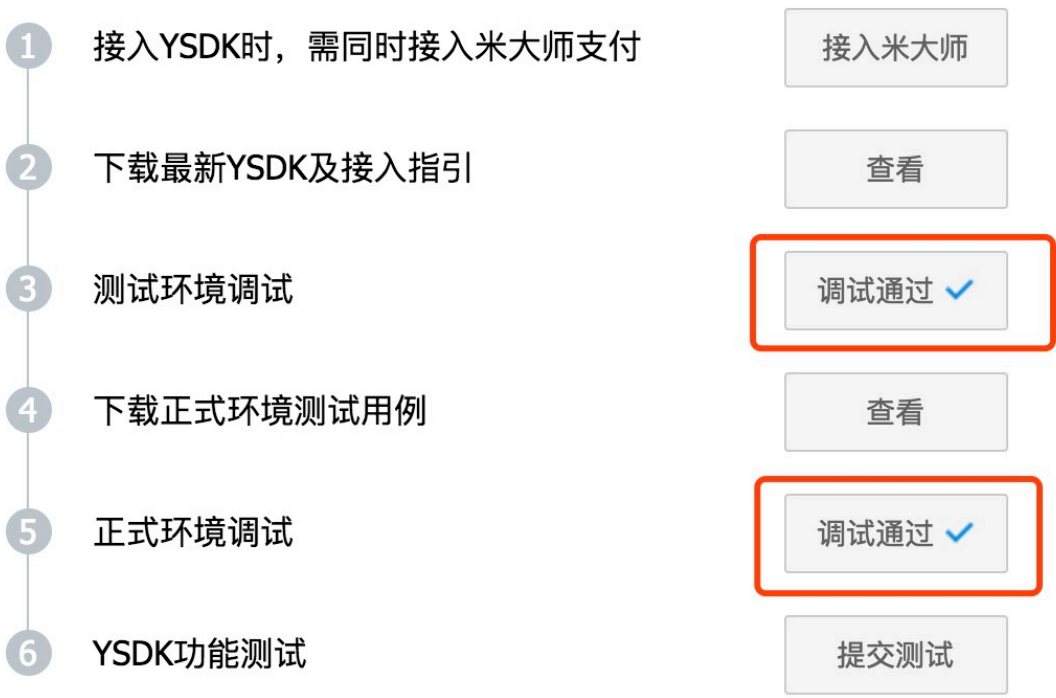 1 接入YSDK时，需同时接入米大师支付 接入米大师
2 下载最新YSDK及接入指引 查看
3 测试环境调试 调试通过
4 下载正式环境测试用例 查看
5 正式环境调试 调试通过
6 YSDK功能测试 提交测试